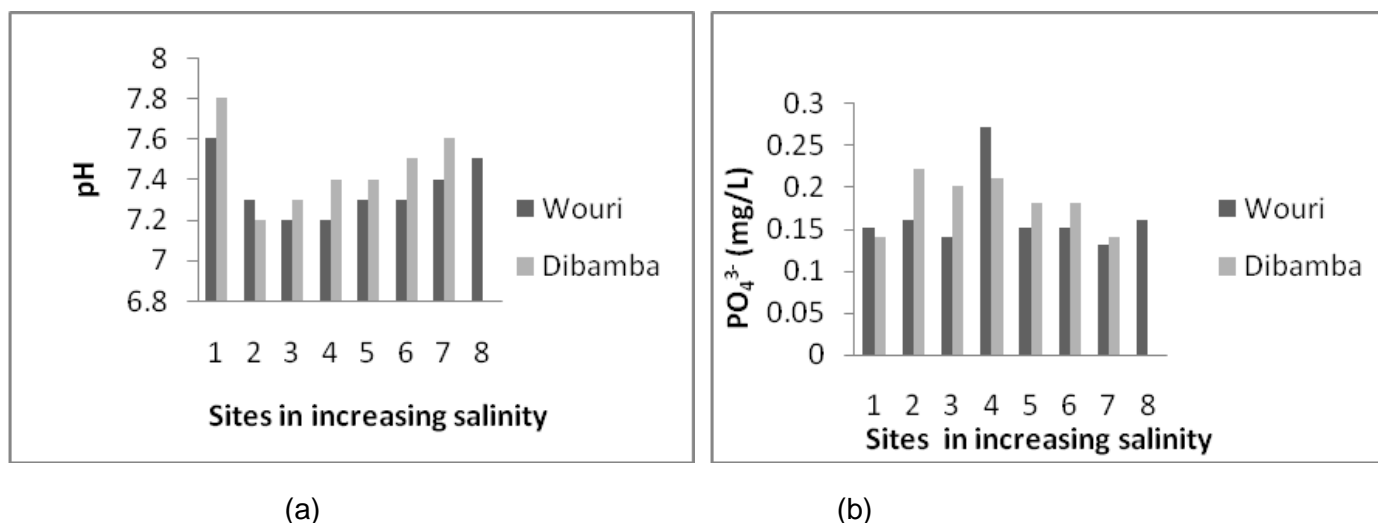 8
7.8
7.6
7.4
7.2
7
6.8
pH
1 2 3 4 5 6 7 8
Sites in increasing salinity
Wouri
Dibamba
0.3
0.25
0.2
0.15
0.1
0.05
0
PO₄³⁻ (mg/L)
1 2 3 4 5 6 7 8
Sites in increasing salinity
Wouri
Dibamba
(a)
(b)